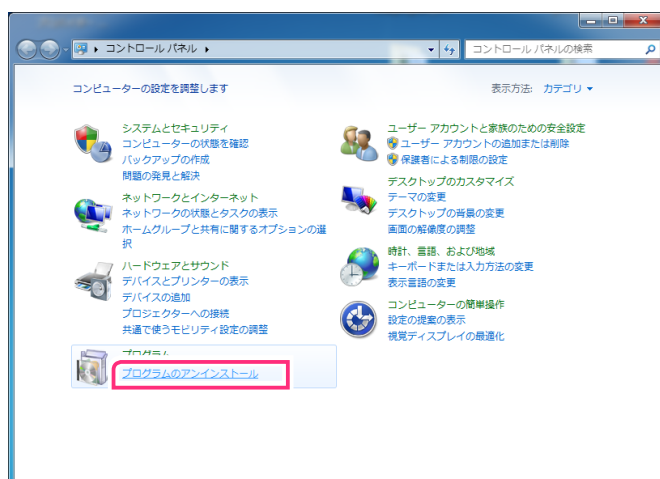 コントロール パネル
コントロール パネルの検索
コンピューターの設定を調整します
表示方法: カテゴリ
システムとセキュリティ
コンピューターの状態を確認
バックアップの作成
問題の発見と解決
ネットワークとインターネット
ネットワークの状態とタスクの表示
ホームグループと共有に関するオプションの選
択
ハードウェアとサウンド
デバイスとプリンターの表示
デバイスの追加
プロジェクターへの接続
共通で使うモビリティ設定の調整
プログラム
プログラムのアンインストール
ユーザー アカウントと家族のための安全設定
ユーザー アカウントの追加または削除
保護者による制限の設定
デスクトップのカスタマイズ
テーマの変更
デスクトップの背景の変更
画面の解像度の調整
時計、言語、および地域
キーボードまたは入力方法の変更
表示言語の変更
コンピューターの簡単操作
設定の提案の表示
視覚ディスプレイの最適化